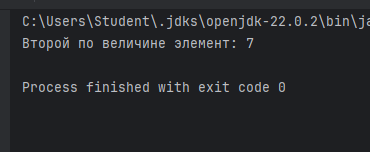 C:\Users\Student\.jdks\openjdk-22.0.2\bin\ja
Второй по величине элемент: 7
Process finished with exit code 0